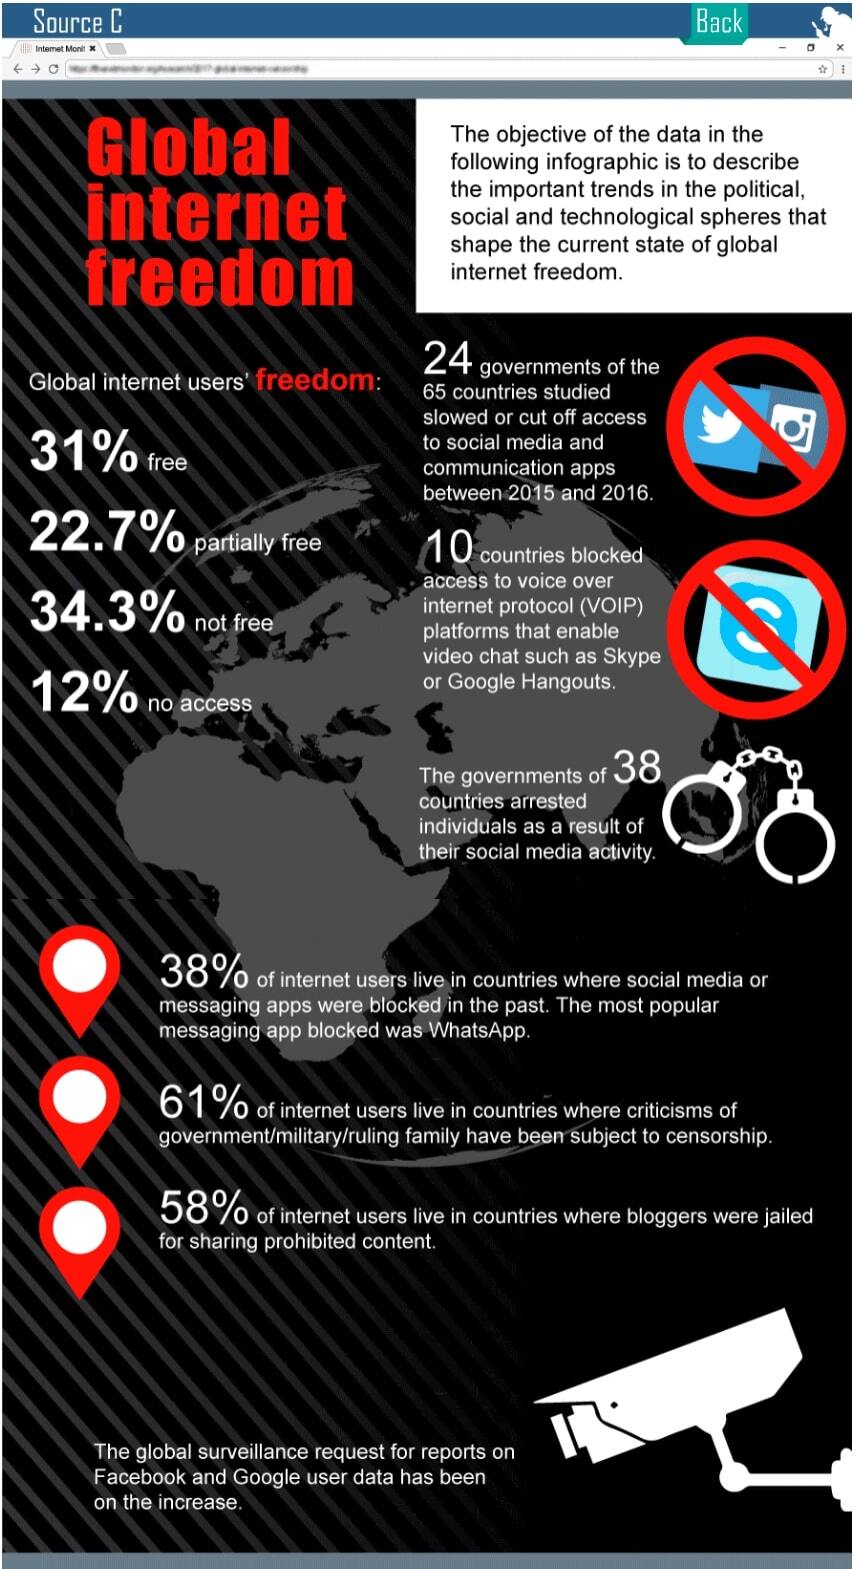 Source C
Back
Internet Monit
Global
internet
freedom
The objective of the data in the
following infographic is to describe
the important trends in the political,
social and technological spheres that
shape the current state of global
internet freedom.
Global internet users' freedom:
31% free
22.7% partially free
34.3% not free
12% no access
24 governments of the
65 countries studied
slowed or cut off access
to social media and
communication apps
between 2015 and 2016.
10 countries blocked
access to voice over
internet protocol (VOIP)
platforms that enable
video chat such as Skype
or Google Hangouts.
The governments of 38
countries arrested
individuals as a result of
their social media activity.
38% of internet users live in countries where social media or
messaging apps were blocked in the past. The most popular
messaging app blocked was WhatsApp.
61% of internet users live in countries where criticisms of
government/military/ruling family have been subject to censorship.
58% of internet users live in countries where bloggers were jailed
for sharing prohibited content.
The global surveillance request for reports on
Facebook and Google user data has been
on the increase.